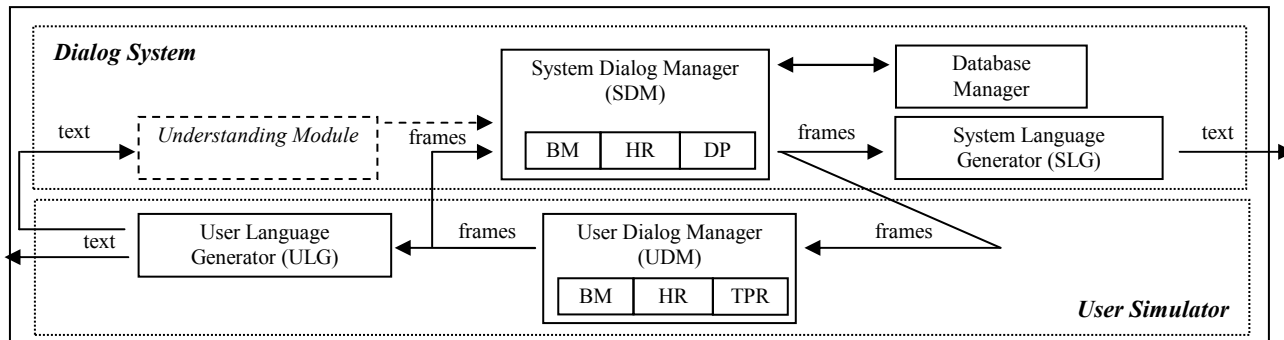 Dialog System
System Dialog Manager
(SDM)
Database
Manager
text
Understanding Module
frames
BM HR DP
frames
System Language
Generator (SLG)
text
User Language
Generator (ULG)
text
frames
User Dialog Manager
(UDM)
frames
BM HR TPR
User Simulator